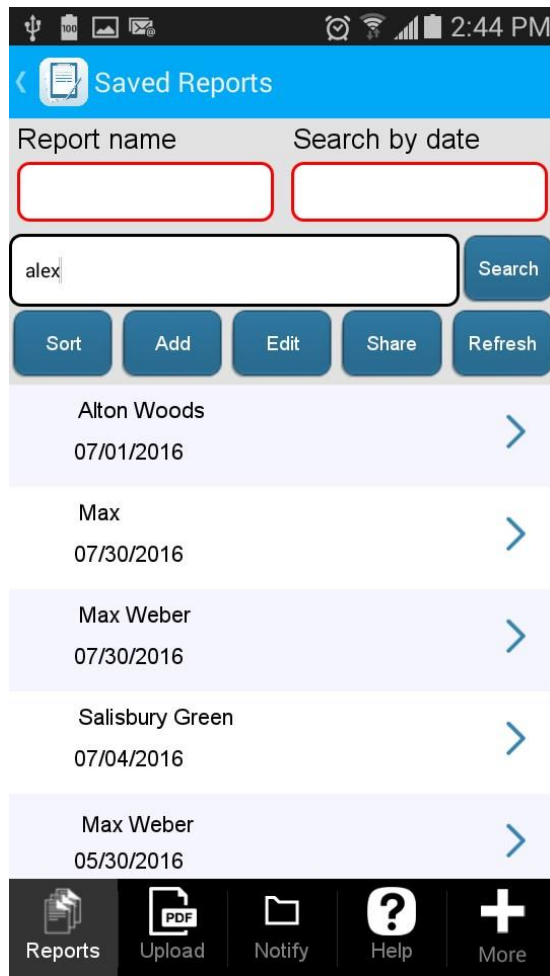 100
2:44 PM
Saved Reports
Report name Search by date
alex
Search
Sort Add Edit Share Refresh
Alton Woods
07/01/2016
Max
07/30/2016
Max Weber
07/30/2016
Salisbury Green
07/04/2016
Max Weber
05/30/2016
PDF
Reports Upload Notify Help More